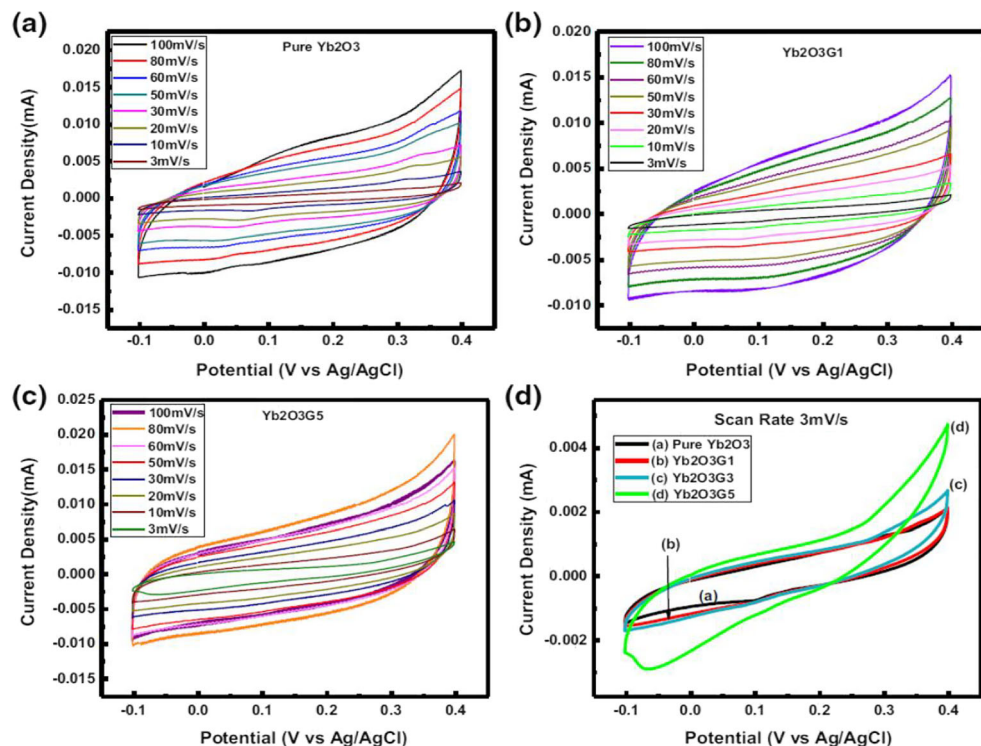 (a)
Pure Yb2O3
100mV/s
80mV/s
60mV/s
50mV/s
30mV/s
20mV/s
10mV/s
3mV/s
0.020
0.015
0.010
0.005
0.000
-0.005
-0.010
-0.015
Current Density(mA)
-0.1
0.0
0.1
0.2
0.3
0.4
Potential (V vs Ag/AgCl)
(b)
Yb2O3G1
100mV/s
80mV/s
60mV/s
50mV/s
30mV/s
20mV/s
10mV/s
3mV/s
0.020
0.015
0.010
0.005
0.000
-0.005
-0.010
Current Density (mA)
-0.1
0.0
0.1
0.2
0.3
0.4
Potential (V vs Ag/AgCl)
(c)
Yb2O3G5
100mV/s
80mV/s
60mV/s
50mV/s
30mV/s
20mV/s
10mV/s
3mV/s
0.025
0.020
0.015
0.010
0.005
0.000
-0.005
-0.010
-0.015
Current Density (mA)
-0.1
0.0
0.1
0.2
0.3
0.4
Potential (V vs Ag/AgCl)
(d)
Scan Rate 3mV/s
(a) Pure Yb2O3
(b) Yb2O3G1
(c) Yb2O3G3
(d) Yb2O3G5
(d)
(c)
(b)
(a)
0.004
0.002
0.000
-0.002
Current Density (mA)
-0.1
0.0
0.1
0.2
0.3
0.4
Potential (V vs Ag/AgCl)